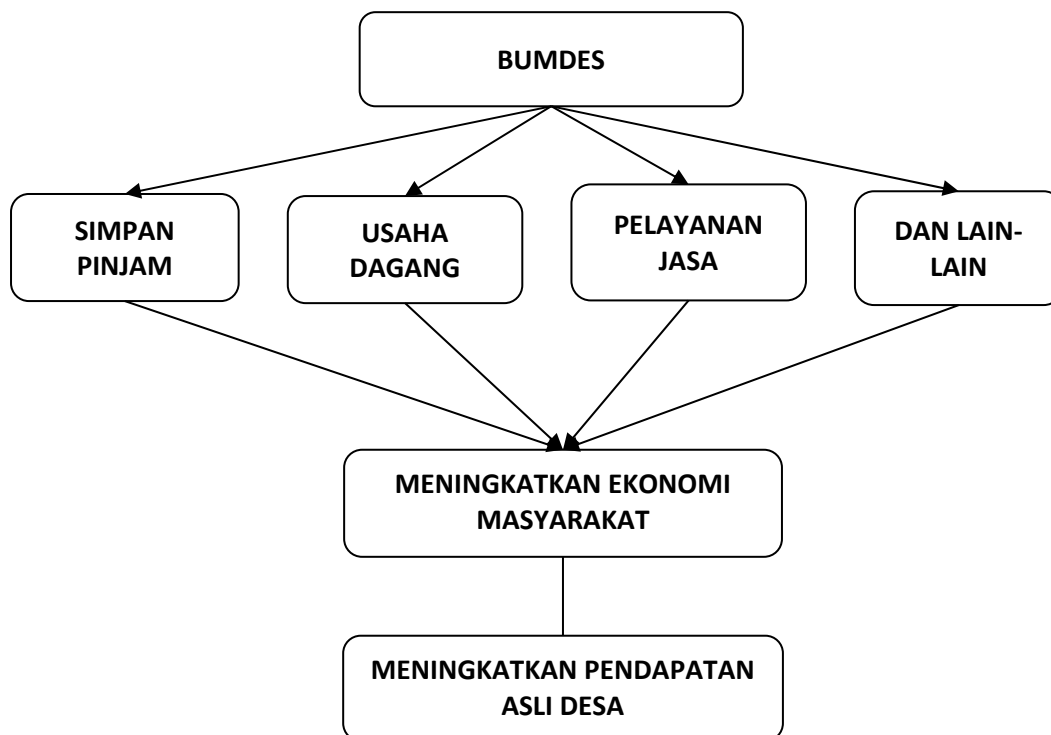 BUMDES
SIMPAN
PINJAM
USAHA
DAGANG
PELAYANAN
JASA
DAN LAIN-
LAIN
MENINGKATKAN EKONOMI
MASYARAKAT
MENINGKATKAN PENDAPATAN
ASLI DESA